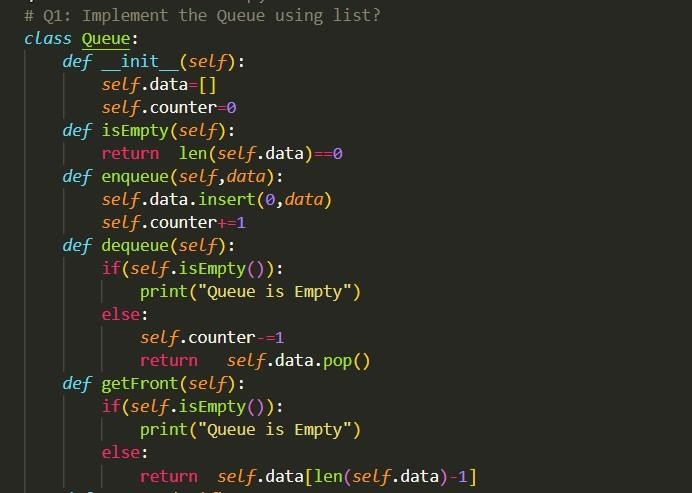 # Q1: Implement the Queue using list?
class Queue:
    def __init__(self):
        self.data=[]
        self.counter=0
    def isEmpty(self):
        return  len(self.data)==0
    def enqueue(self,data):
        self.data.insert(0,data)
        self.counter+=1
    def dequeue(self):
        if(self.isEmpty()):
            print("Queue is Empty")
        else:
            self.counter-=1
            return   self.data.pop()
    def getFront(self):
        if(self.isEmpty()):
            print("Queue is Empty")
        else:
            return  self.data[len(self.data)-1]